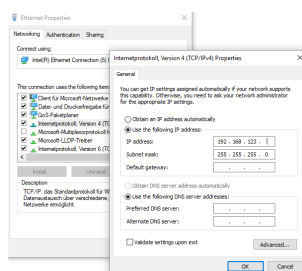 Ethernet Properties
Networking Authentication Sharing
Connect using:
Intel(R) Ethernet Connection (5) I
This connection uses the following item
Client für Microsoft-Netzwerke
Datei- und Druckerfreigabe für
QoS-Paketplaner
Internetprotokoll, Version 4 (TC
Microsoft-Multiplexorprotokoll f
Microsoft-LLDP-Treiber
Internetprotokoll, Version 6 (TC
Install... Uninstall
Description
TCP/IP, das Standardprotokoll für W
Datenaustausch über verschiedene,
Netzwerke ermöglicht.
Internetprotokoll, Version 4 (TCP/IPv4) Properties
General
You can get IP settings assigned automatically if your network supports
this capability. Otherwise, you need to ask your network administrator
for the appropriate IP settings.
Obtain an IP address automatically
Use the following IP address:
IP address: 192 . 168 . 123 .
Subnet mask: 255 . 255 . 255 . 0
Default gateway: . . .
Obtain DNS server address automatically
Use the following DNS server addresses:
Preferred DNS server: . . .
Alternate DNS server: . . .
Validate settings upon exit
Advanced...
OK Cancel